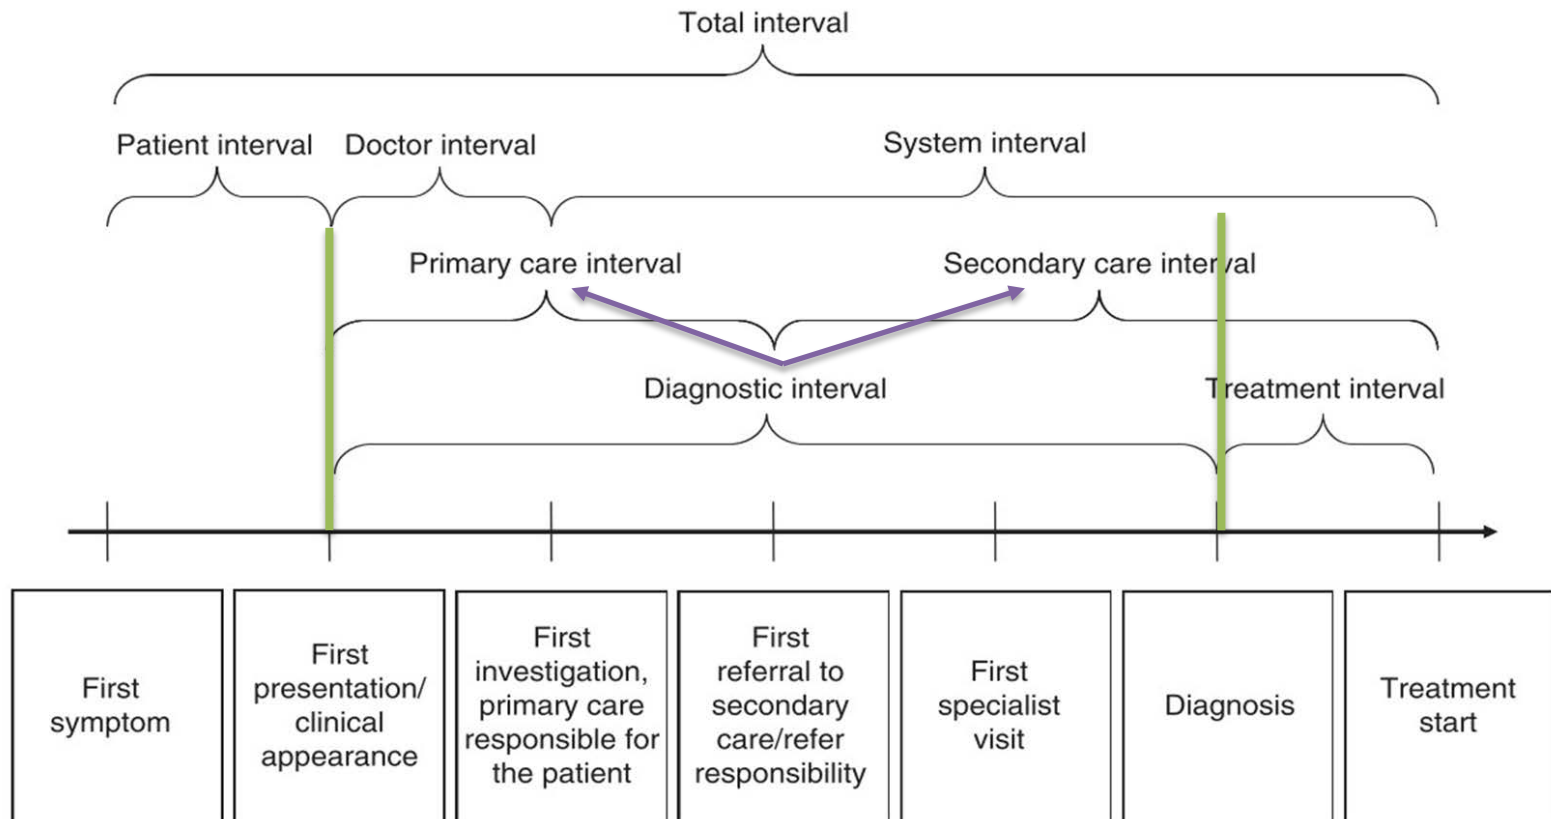 Total interval
Patient interval
Doctor interval
System interval
Primary care interval
Secondary care interval
Diagnostic interval
Treatment interval
First
symptom
First
presentation/
clinical
appearance
First
investigation,
primary care
responsible for
the patient
First
referral to
secondary
care/refer
responsibility
First
specialist
visit
Diagnosis
Treatment
start